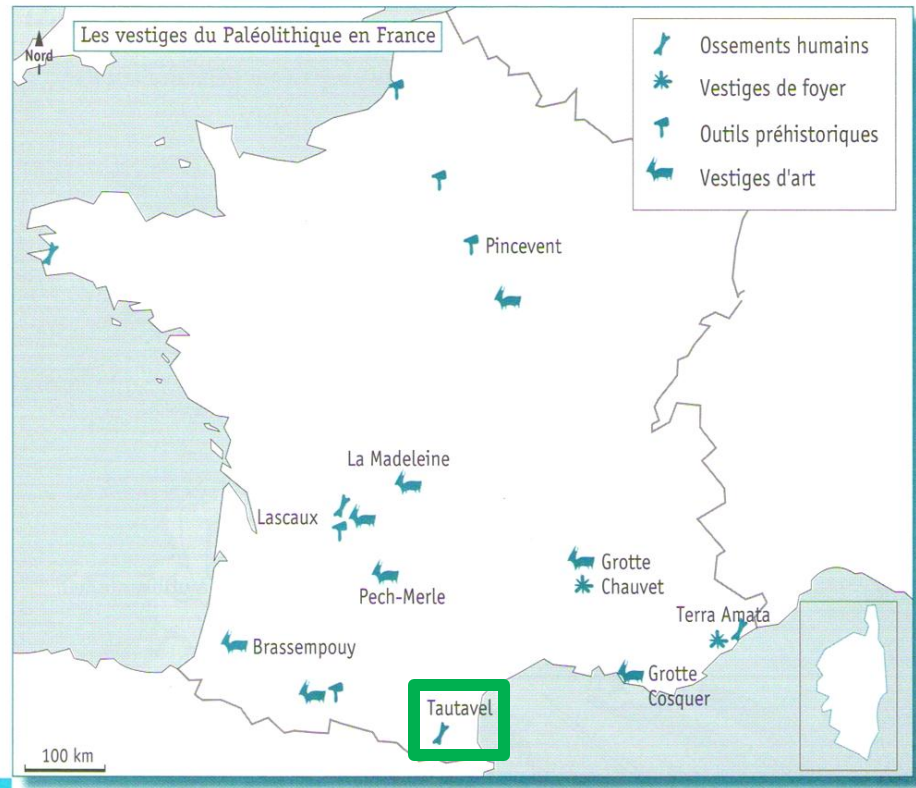 Les vestiges du Paléolithique en France
Nord
Ossements humains
Vestiges de foyer
Outils préhistoriques
Vestiges d'art
Pincevent
La Madeleine
Lascaux
Pech-Merle
Grotte
Chauvet
Terra Amata
Brassempouy
Grotte
Cosquer
Tautavel
100 km